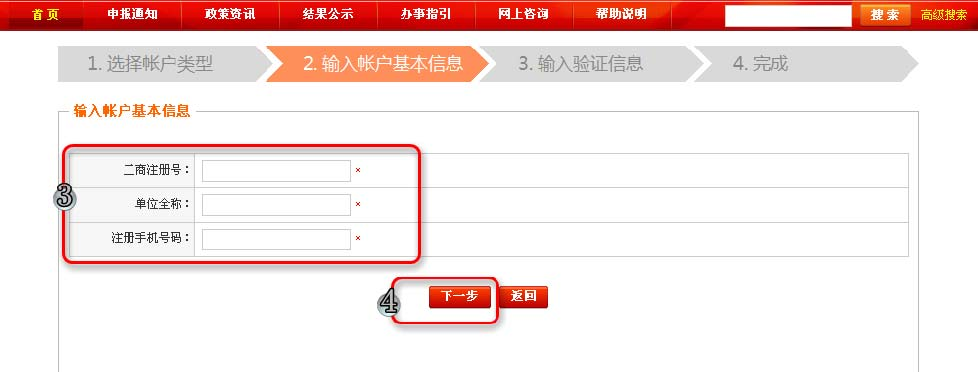 首页 申报通知 政策资讯 结果公示 办事指引 网上咨询 帮助说明 搜索 高级搜索
1. 选择帐户类型 2. 输入帐户基本信息 3. 输入验证信息 4. 完成
输入帐户基本信息
二商注册号： *
③
单位全称： *
注册手机号码： *
④ 下一步 返回